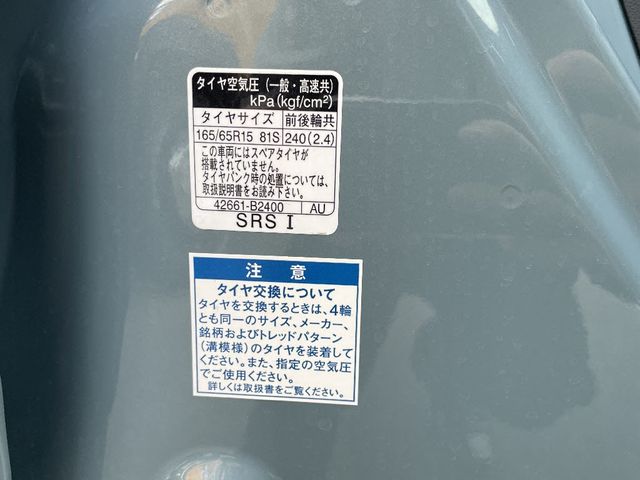 タイヤ空気圧 (一般・高速共)
kPa(kgf/cm²)
タイヤサイズ 前後輪共
165/65R15 81S 240(2.4)
この車両にはスペアタイヤが
搭載されていません。
タイヤパンク時の処置については、
取扱説明書をお読み下さい。
42661-B2400 AU
SRS I
注 意
タイヤ交換について
タイヤを交換するときは、4輪
とも同一のサイズ、メーカー、
銘柄およびトレッドパターン
(溝模様)のタイヤを装着して
ください。また、指定の空気圧
でご使用ください。
詳しくは取扱書をご覧ください。